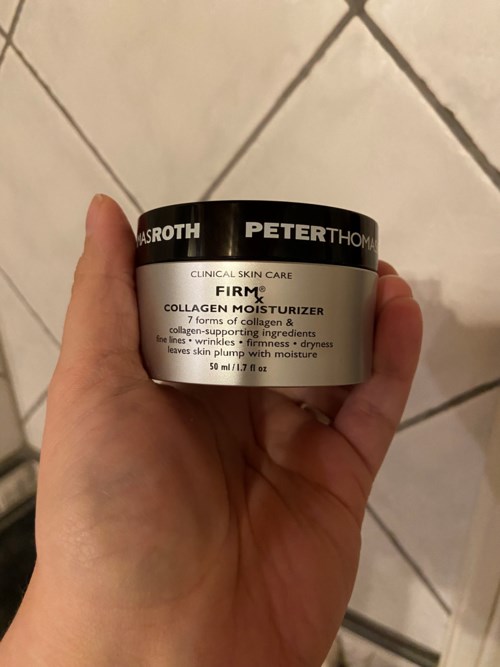 MASROTH PETERTHOMA
CLINICAL SKIN CARE
FIRMx®
COLLAGEN MOISTURIZER
7 forms of collagen &
collagen-supporting ingredients
fine lines • wrinkles • firmness • dryness
leaves skin plump with moisture
50 ml/1.7 fl oz